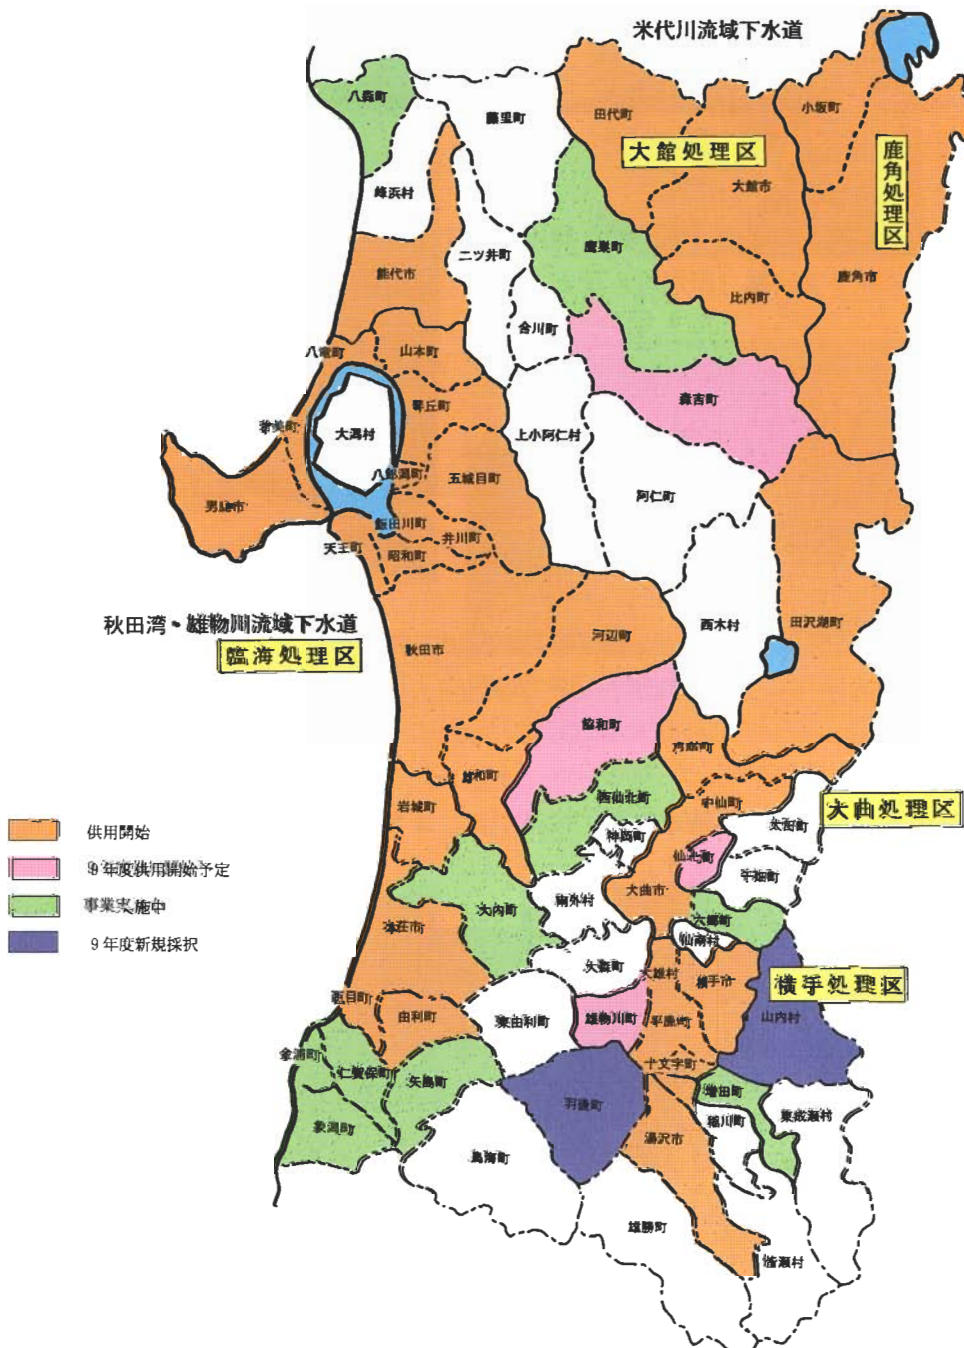 米代川流域下水道
八森町
藤里町
田代町
小坂町
大館処理区
鹿角処理区
大館市
峰浜村
鷹巣町
二ツ井町
能代市
鹿角市
比内町
合川町
八竜町
山本町
森吉町
琴丘町
若美町
大潟村
上小阿仁村
八郎潟町
五城目町
阿仁町
男鹿市
飯田川町
井川町
天王町
昭和町
秋田湾・雄物川流域下水道
臨海処理区
秋田市
河辺町
西木村
田沢湖町
協和町
角館町
雄和町
岩城町
西仙北町
中仙町
大曲処理区
太田町
神岡町
仙北町
千畑町
供用開始
9年度供用開始予定
事業実施中
9年度新規採択
大曲市
南外村
大内町
六郷町
本荘市
仙南村
大森町
大雄村
横手市
横手処理区
西目町
由利町
東由利町
雄物川町
平鹿町
山内村
金浦町
仁賀保町
矢島町
十文字町
増田町
羽後町
稲川町
東成瀬村
象潟町
湯沢市
鳥海町
雄勝町
皆瀬村